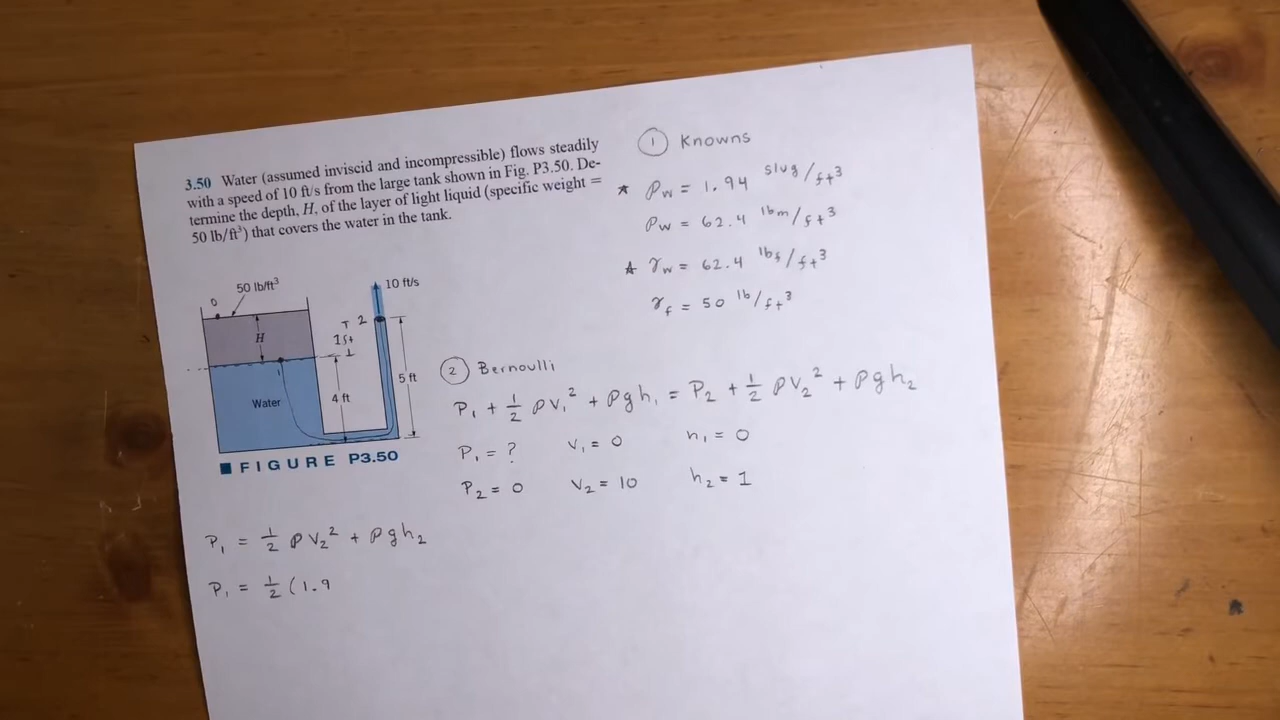 3.50 Water (assumed inviscid and incompressible) flows steadily
with a speed of 10 ft/s from the large tank shown in Fig. P3.50. De-
termine the depth, H, of the layer of light liquid (specific weight =
50 lb/ft³) that covers the water in the tank.
50 lb/ft³
10 ft/s
0
2
H
1ft
1
5 ft
Water
4 ft
■ FIGURE P3.50
① Knowns
* ρw = 1.94 slug/ft³
ρw = 62.4 lbm/ft³
* γw = 62.4 lbf/ft³
γf = 50 lb/ft³
② Bernoulli
P₁ + ½ ρV₁² + ρgh₁ = P₂ + ½ ρV₂² + ρgh₂
P₁ = ? V₁ = 0 h₁ = 0
P₂ = 0 V₂ = 10 h₂ = 1
P₁ = ½ ρV₂² + ρgh₂
P₁ = ½ (1.9